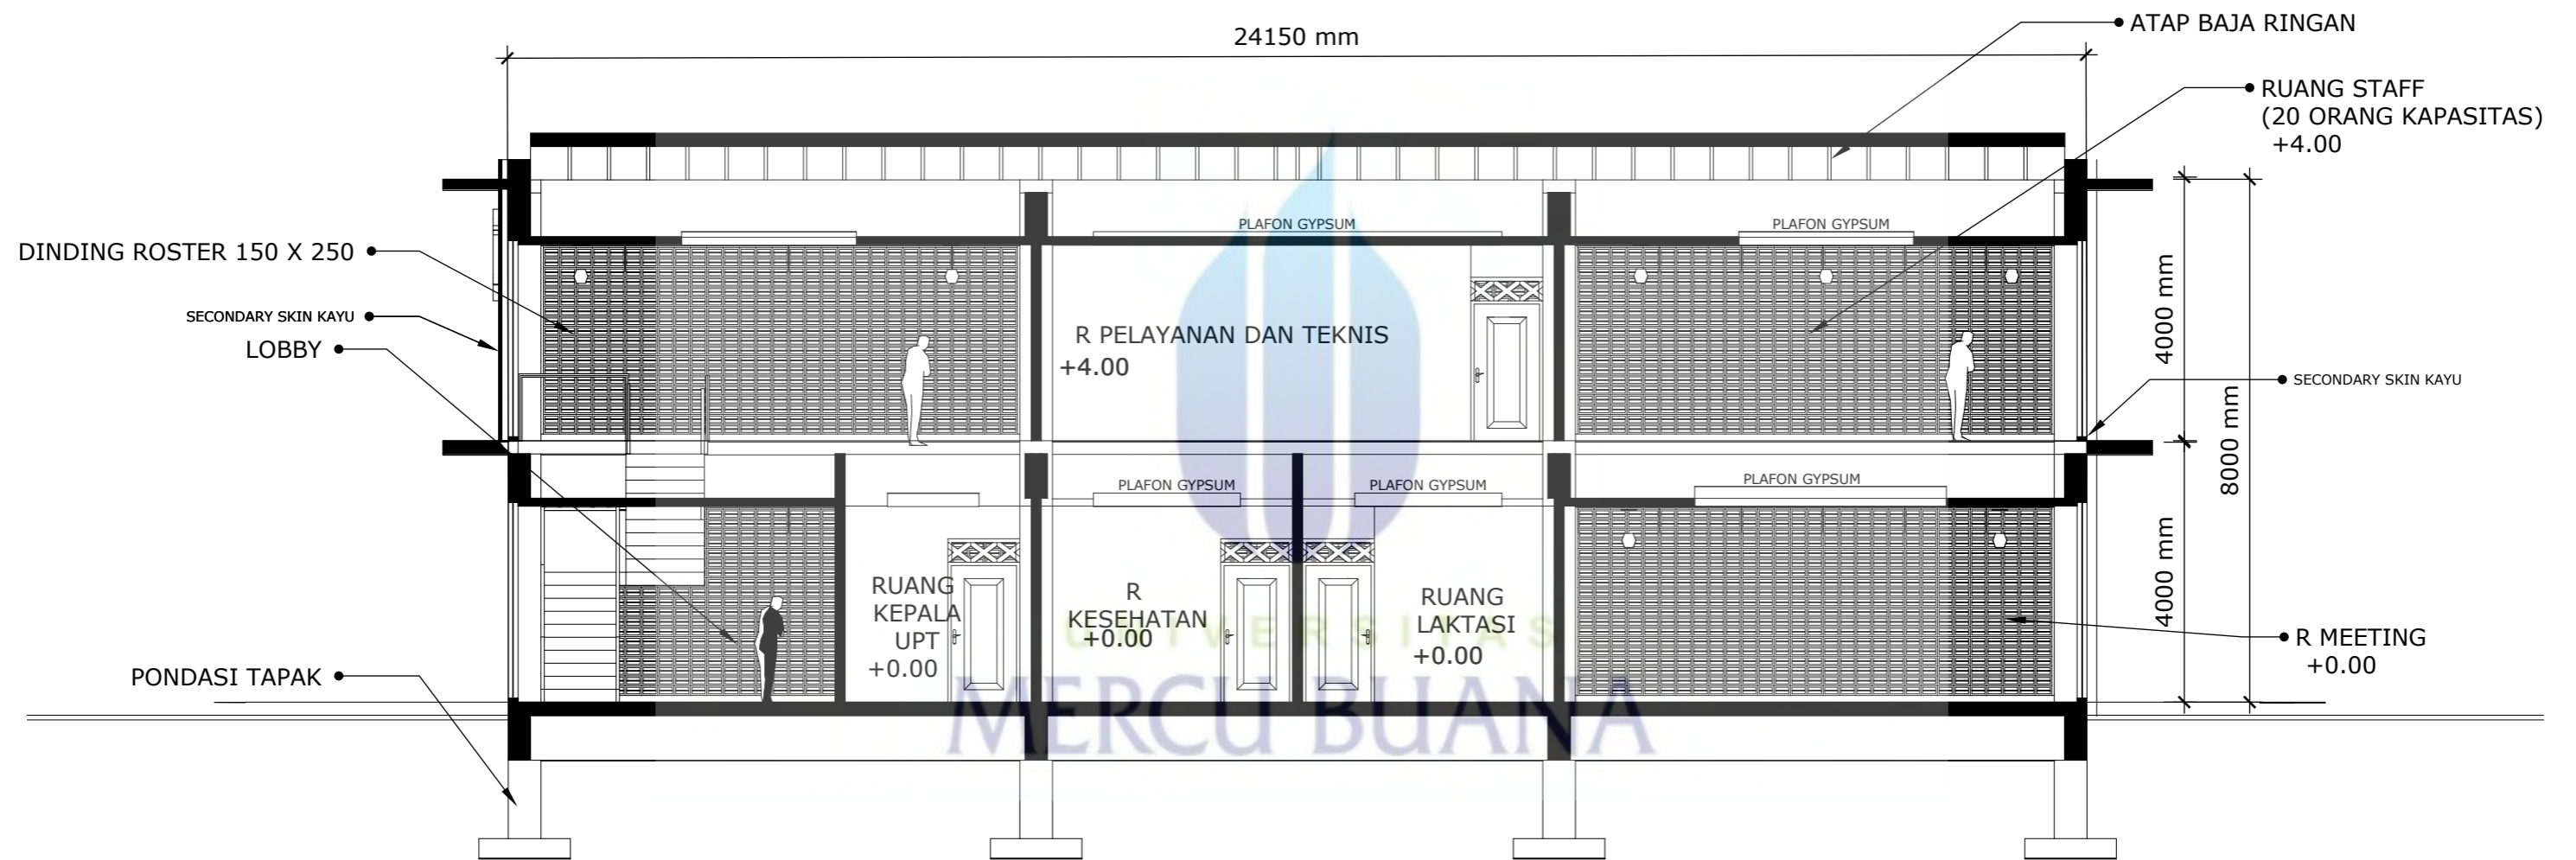 24150 mm
ATAP BAJA RINGAN
RUANG STAFF
(20 ORANG KAPASITAS)
+4.00
PLAFON GYPSUM
PLAFON GYPSUM
DINDING ROSTER 150 X 250
SECONDARY SKIN KAYU
LOBBY
R PELAYANAN DAN TEKNIS
+4.00
4000 mm
SECONDARY SKIN KAYU
8000 mm
PLAFON GYPSUM
PLAFON GYPSUM
PLAFON GYPSUM
4000 mm
RUANG
KEPALA
UPT
+0.00
R
KESEHATAN
+0.00
RUANG
LAKTASI
+0.00
R MEETING
+0.00
PONDASI TAPAK
UNIVERSITAS
MERCU BUANA